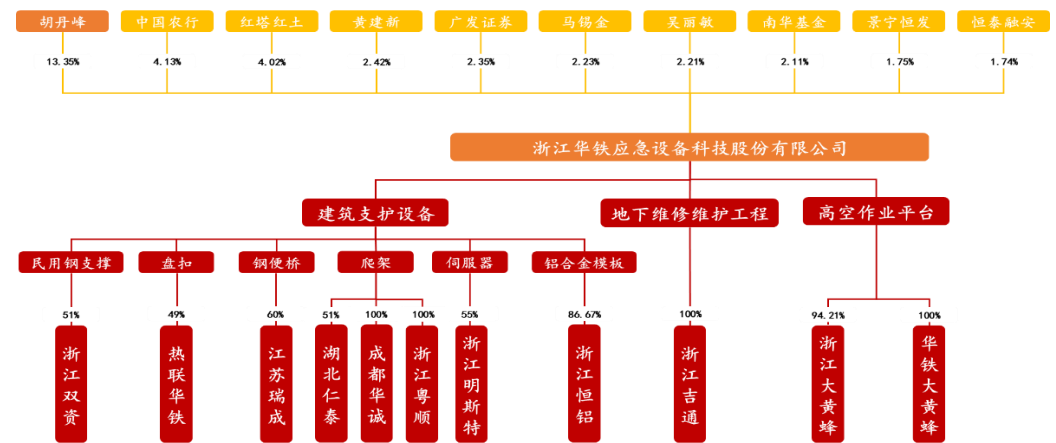 胡丹峰 中国农行 红塔红土 黄建新 广发证券 马锡金 吴丽敏 南华基金 景宁恒发 恒泰融安
13.35% 4.13% 4.02% 2.42% 2.35% 2.23% 2.21% 2.11% 1.75% 1.74%
浙江华铁应急设备科技股份有限公司
建筑支护设备 地下维修维护工程 高空作业平台
民用钢支撑 盘扣 钢便桥 爬架 伺服器 铝合金模板
51% 49% 60% 51% 100% 100% 55% 86.67% 100% 94.21% 100%
浙江双资
热联华铁
江苏瑞成
湖北仁泰
成都华诚
浙江粤顺
浙江明斯特
浙江恒铝
浙江吉通
浙江大黄蜂
华铁大黄蜂